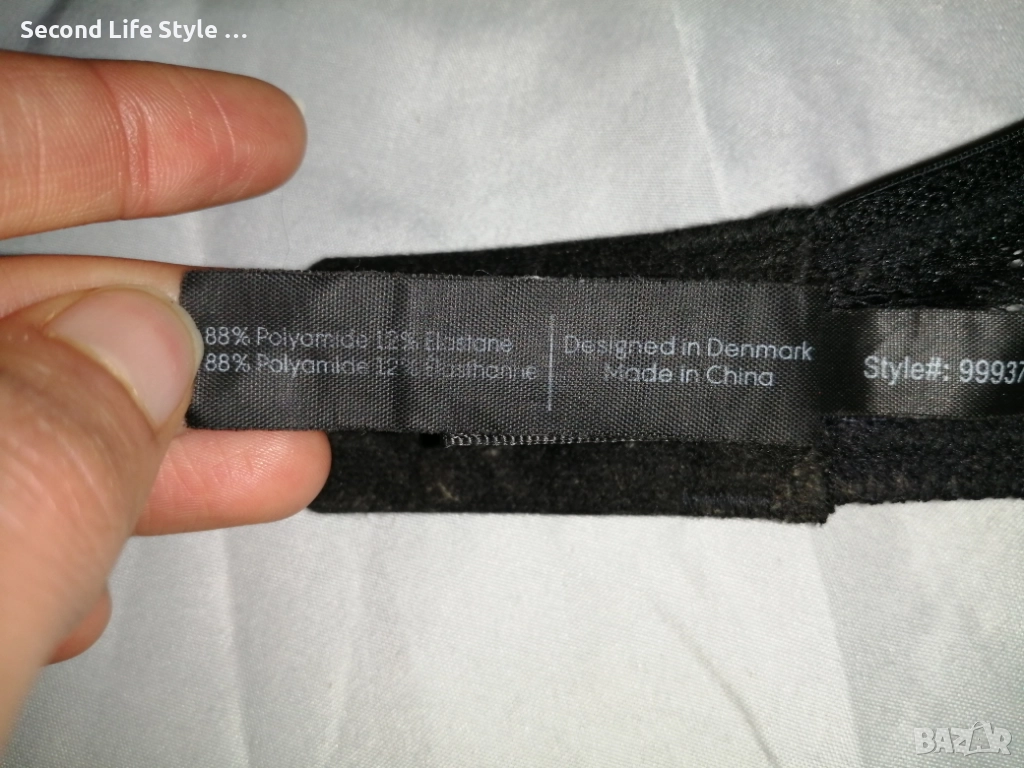 Second Life Style ...
88% Polyamide 12% Elastane
88% Polyamide 12% Elasthanne
Designed in Denmark
Made in China
Style#: 99937
BAZAR